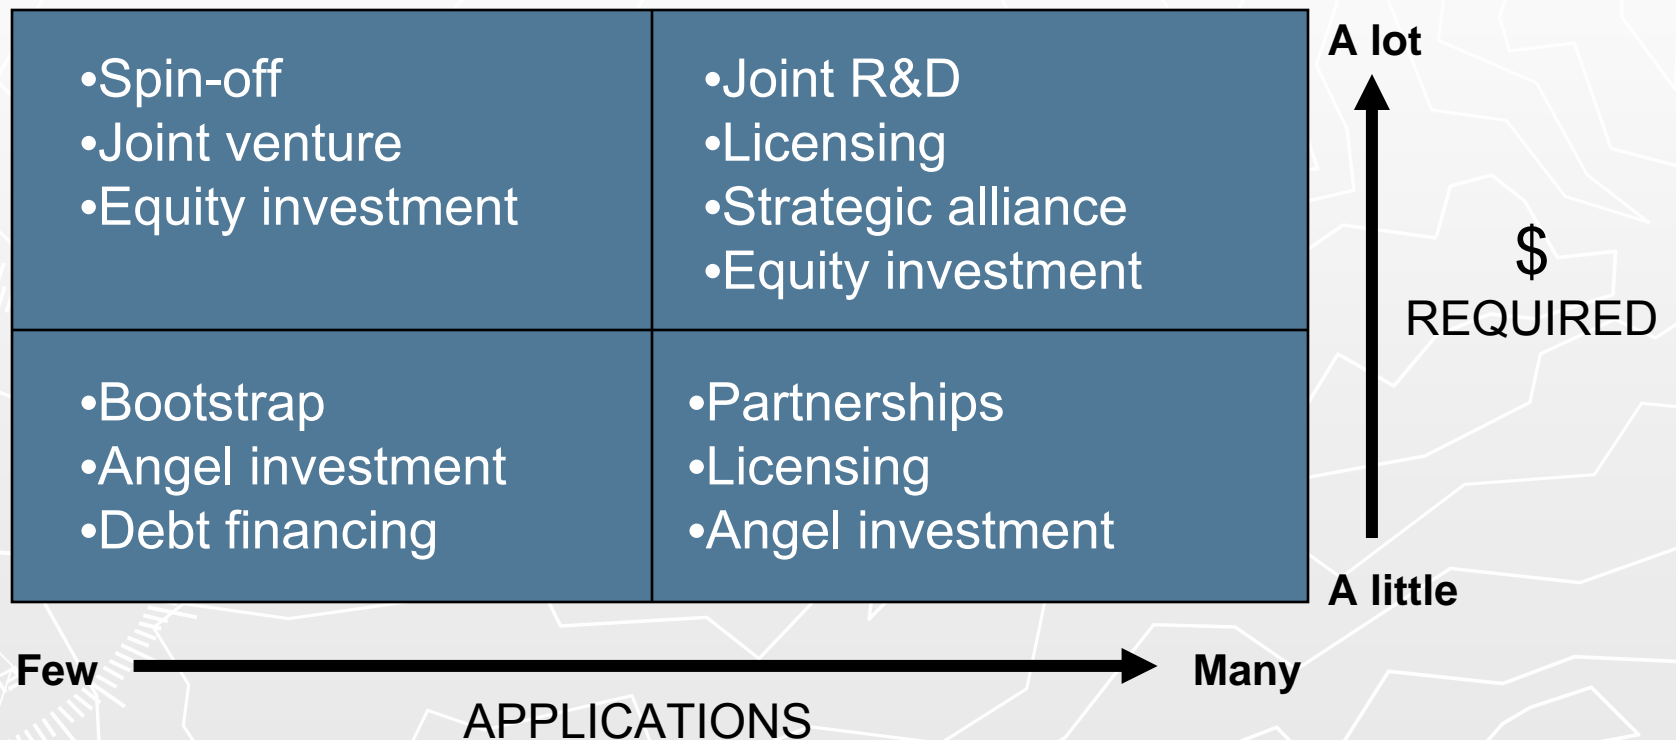 •Spin-off
•Joint venture
•Equity investment
•Joint R&D
•Licensing
•Strategic alliance
•Equity investment
•Bootstrap
•Angel investment
•Debt financing
•Partnerships
•Licensing
•Angel investment
A lot
$
REQUIRED
A little
Few
Many
APPLICATIONS